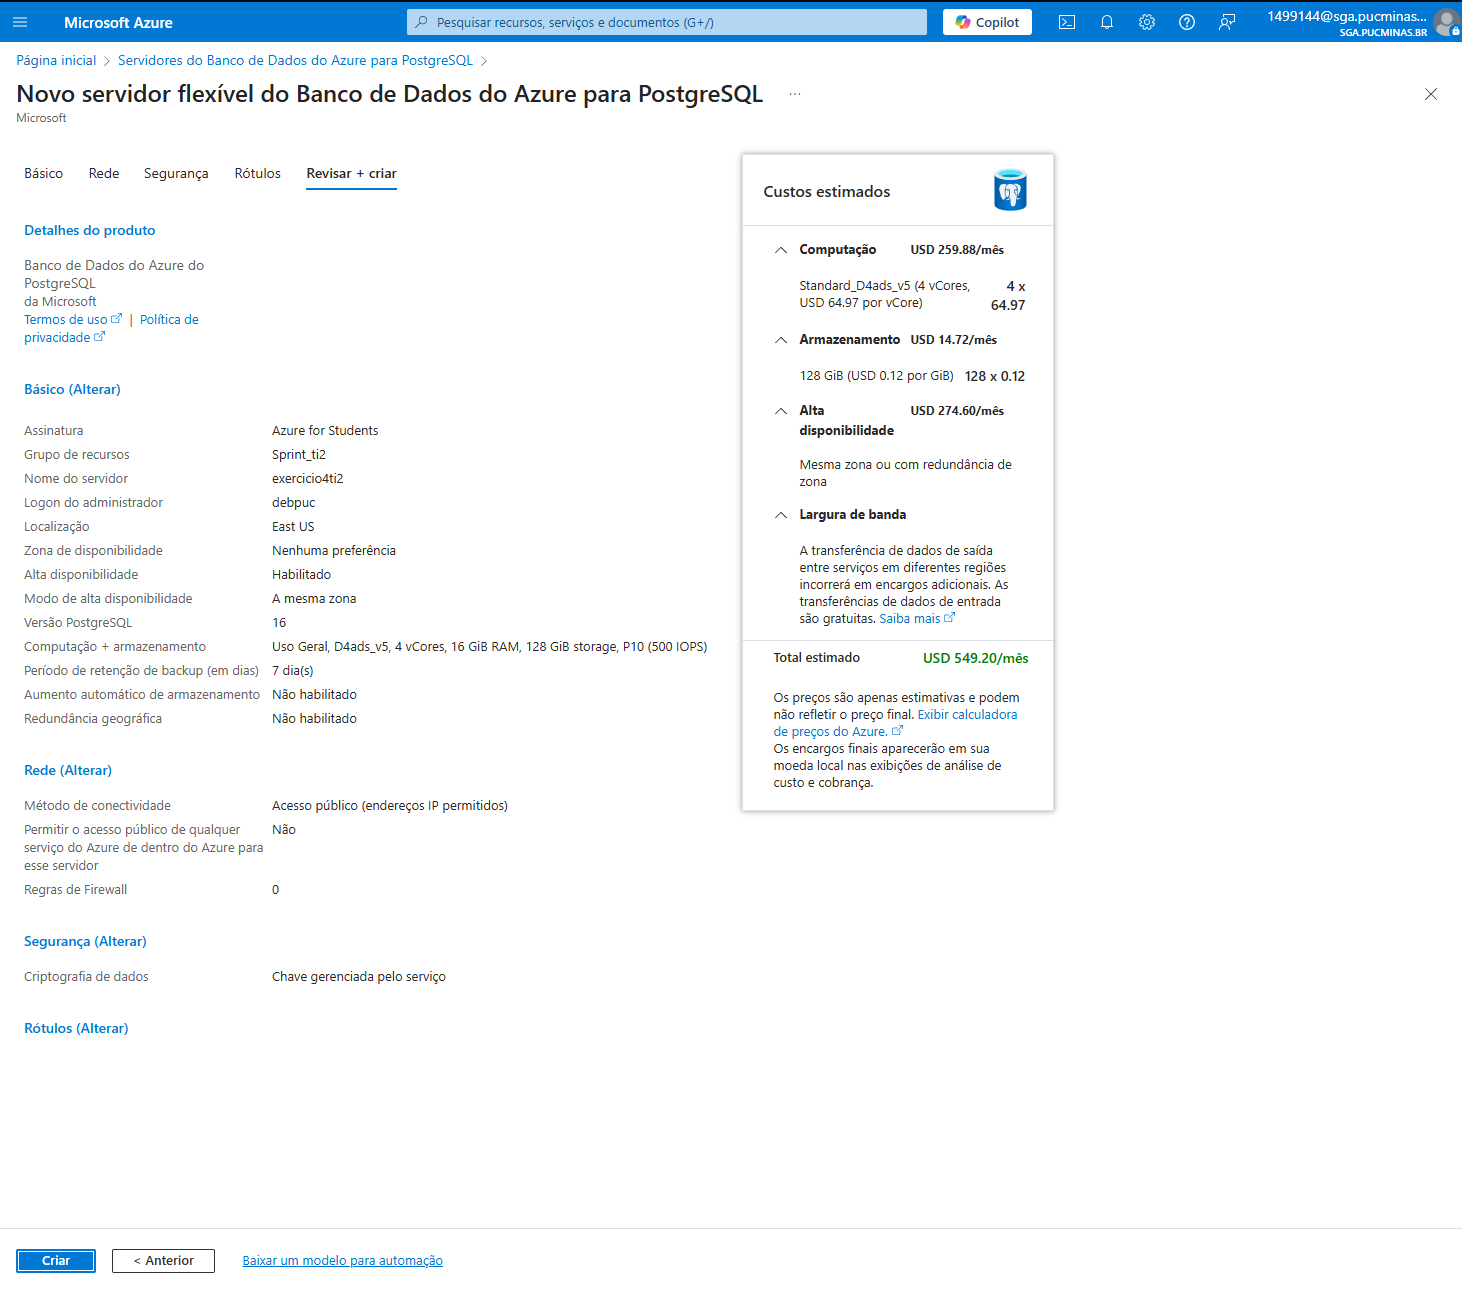 Microsoft Azure
Pesquisar recursos, serviços e documentos (G+/)
Copilot
1499144@sga.pucminas...
SGA.PUCMINAS.BR
Página inicial > Servidores do Banco de Dados do Azure para PostgreSQL >
Novo servidor flexível do Banco de Dados do Azure para PostgreSQL ...
Microsoft
Básico Rede Segurança Rótulos Revisar + criar
Detalhes do produto
Banco de Dados do Azure do
PostgreSQL
da Microsoft
Termos de uso | Política de
privacidade
Básico (Alterar)
Assinatura Azure for Students
Grupo de recursos Sprint_ti2
Nome do servidor exercicio4ti2
Logon do administrador debpuc
Localização East US
Zona de disponibilidade Nenhuma preferência
Alta disponibilidade Habilitado
Modo de alta disponibilidade A mesma zona
Versão PostgreSQL 16
Computação + armazenamento Uso Geral, D4ads_v5, 4 vCores, 16 GiB RAM, 128 GiB storage, P10 (500 IOPS)
Período de retenção de backup (em dias) 7 dia(s)
Aumento automático de armazenamento Não habilitado
Redundância geográfica Não habilitado
Rede (Alterar)
Método de conectividade Acesso público (endereços IP permitidos)
Permitir o acesso público de qualquer Não
serviço do Azure de dentro do Azure para
esse servidor
Regras de Firewall 0
Segurança (Alterar)
Criptografia de dados Chave gerenciada pelo serviço
Rótulos (Alterar)
Custos estimados
Computação USD 259.88/mês
Standard_D4ads_v5 (4 vCores, 4 x
USD 64.97 por vCore) 64.97
Armazenamento USD 14.72/mês
128 GiB (USD 0.12 por GiB) 128 x 0.12
Alta USD 274.60/mês
disponibilidade
Mesma zona ou com redundância de
zona
Largura de banda
A transferência de dados de saída
entre serviços em diferentes regiões
incorrerá em encargos adicionais. As
transferências de dados de entrada
são gratuitas. Saiba mais
Total estimado USD 549.20/mês
Os preços são apenas estimativas e podem
não refletir o preço final. Exibir calculadora
de preços do Azure.
Os encargos finais aparecerão em sua
moeda local nas exibições de análise de
custo e cobrança.
Criar < Anterior Baixar um modelo para automação